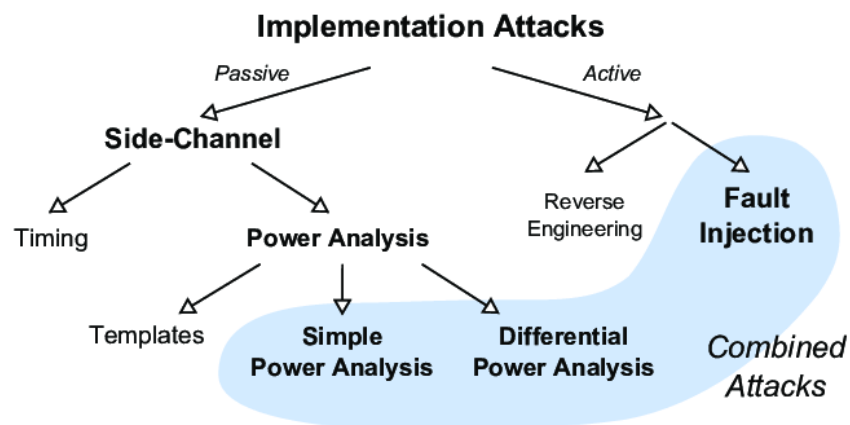 Implementation Attacks
Passive
Active
Side-Channel
Timing
Power Analysis
Reverse
Engineering
Fault
Injection
Templates
Simple
Power Analysis
Differential
Power Analysis
Combined
Attacks